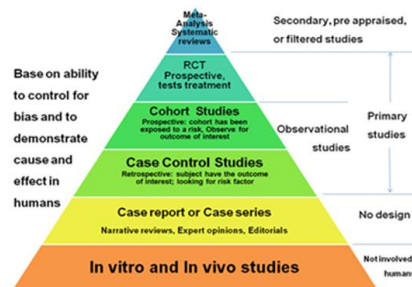 Meta-
Analysis
Systematic
reviews
Secondary, pre appraised,
or filtered studies
RCT
Prospective,
tests treatment
Base on ability
to control for
bias and to
demonstrate
cause and
effect in
humans
Cohort Studies
Prospective: cohort has been
exposed to a risk, Observe for
outcome of interest
Observational
studies
Primary
studies
Case Control Studies
Retrospective: subject have the outcome
of interest; looking for risk factor
Case report or Case series
Narrative reviews, Expert opinions, Editorials
No design
In vitro and In vivo studies
Not involved
humans